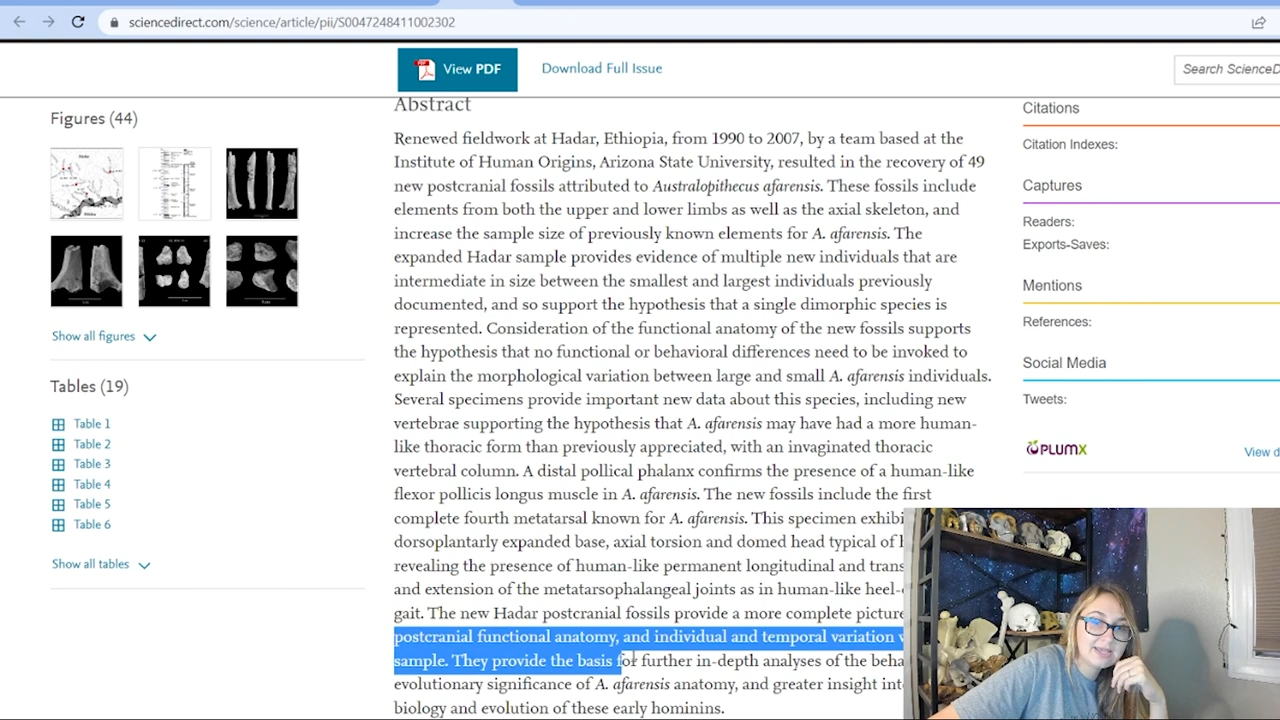 sciencedirect.com/science/article/pii/S0047248411002302
View PDF
Download Full Issue
Search ScienceD
Figures (44)
Show all figures
Tables (19)
Table 1
Table 2
Table 3
Table 4
Table 5
Table 6
Show all tables
Abstract
Renewed fieldwork at Hadar, Ethiopia, from 1990 to 2007, by a team based at the
Institute of Human Origins, Arizona State University, resulted in the recovery of 49
new postcranial fossils attributed to Australopithecus afarensis. These fossils include
elements from both the upper and lower limbs as well as the axial skeleton, and
increase the sample size of previously known elements for A. afarensis. The
expanded Hadar sample provides evidence of multiple new individuals that are
intermediate in size between the smallest and largest individuals previously
documented, and so support the hypothesis that a single dimorphic species is
represented. Consideration of the functional anatomy of the new fossils supports
the hypothesis that no functional or behavioral differences need to be invoked to
explain the morphological variation between large and small A. afarensis individuals.
Several specimens provide important new data about this species, including new
vertebrae supporting the hypothesis that A. afarensis may have had a more human-
like thoracic form than previously appreciated, with an invaginated thoracic
vertebral column. A distal pollical phalanx confirms the presence of a human-like
flexor pollicis longus muscle in A. afarensis. The new fossils include the first
complete fourth metatarsal known for A. afarensis. This specimen exhibi
dorsoplantarly expanded base, axial torsion and domed head typical of
revealing the presence of human-like permanent longitudinal and trans
and extension of the metatarsophalangeal joints as in human-like heel-
gait. The new Hadar postcranial fossils provide a more complete picture
postcranial functional anatomy, and individual and temporal variation
sample. They provide the basis for further in-depth analyses of the beha
evolutionary significance of A. afarensis anatomy, and greater insight int
biology and evolution of these early hominins.
Citations
Citation Indexes:
Captures
Readers:
Exports-Saves:
Mentions
References:
Social Media
Tweets:
PLUMX
View d